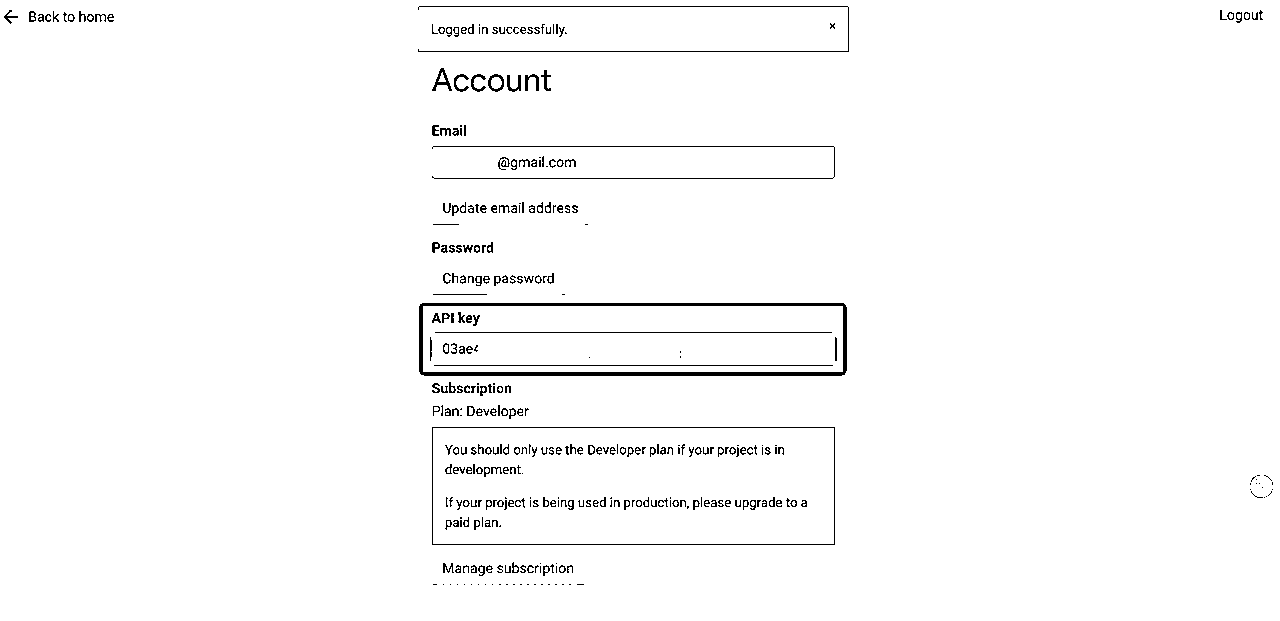 Back to home
Logged in successfully.
×
Logout
Account
Email
@gmail.com
Update email address
Password
Change password
API key
03ae4
Subscription
Plan: Developer
You should only use the Developer plan if your project is in
development.
If your project is being used in production, please upgrade to a
paid plan.
Manage subscription